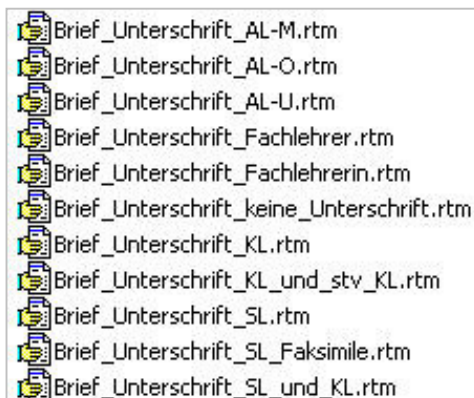 Brief_Unterschrift_AL-M.rtm
Brief_Unterschrift_AL-O.rtm
Brief_Unterschrift_AL-U.rtm
Brief_Unterschrift_Fachlehrer.rtm
Brief_Unterschrift_Fachlehrerin.rtm
Brief_Unterschrift_keine_Unterschrift.rtm
Brief_Unterschrift_KL.rtm
Brief_Unterschrift_KL_und_stv_KL.rtm
Brief_Unterschrift_SL.rtm
Brief_Unterschrift_SL_Faksimile.rtm
Brief_Unterschrift_SL_und_KL.rtm